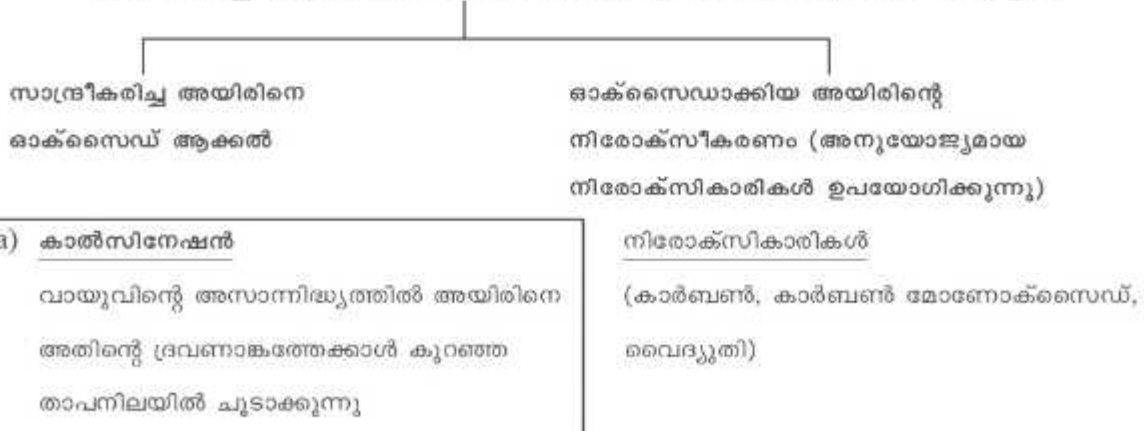 സാന്ദ്രീകരിച്ച അയിരിനെ
ഓക്സൈഡ് ആക്കൽ
ഓക്സൈഡാക്കിയ അയിരിന്റെ
നിരോക്സീകരണം (അനുയോജ്യമായ
നിരോക്സികാരികൾ ഉപയോഗിക്കുന്നു)
a) കാൽസിനേഷൻ
വായുവിന്റെ അസാന്നിദ്ധ്യത്തിൽ അയിരിനെ
അതിന്റെ ദ്രവണാങ്കത്തേക്കാൾ കുറഞ്ഞ
താപനിലയിൽ ചൂടാക്കുന്നു
നിരോക്സികാരികൾ
(കാർബൺ, കാർബൺ മോണോക്സൈഡ്,
വൈദ്യുതി)